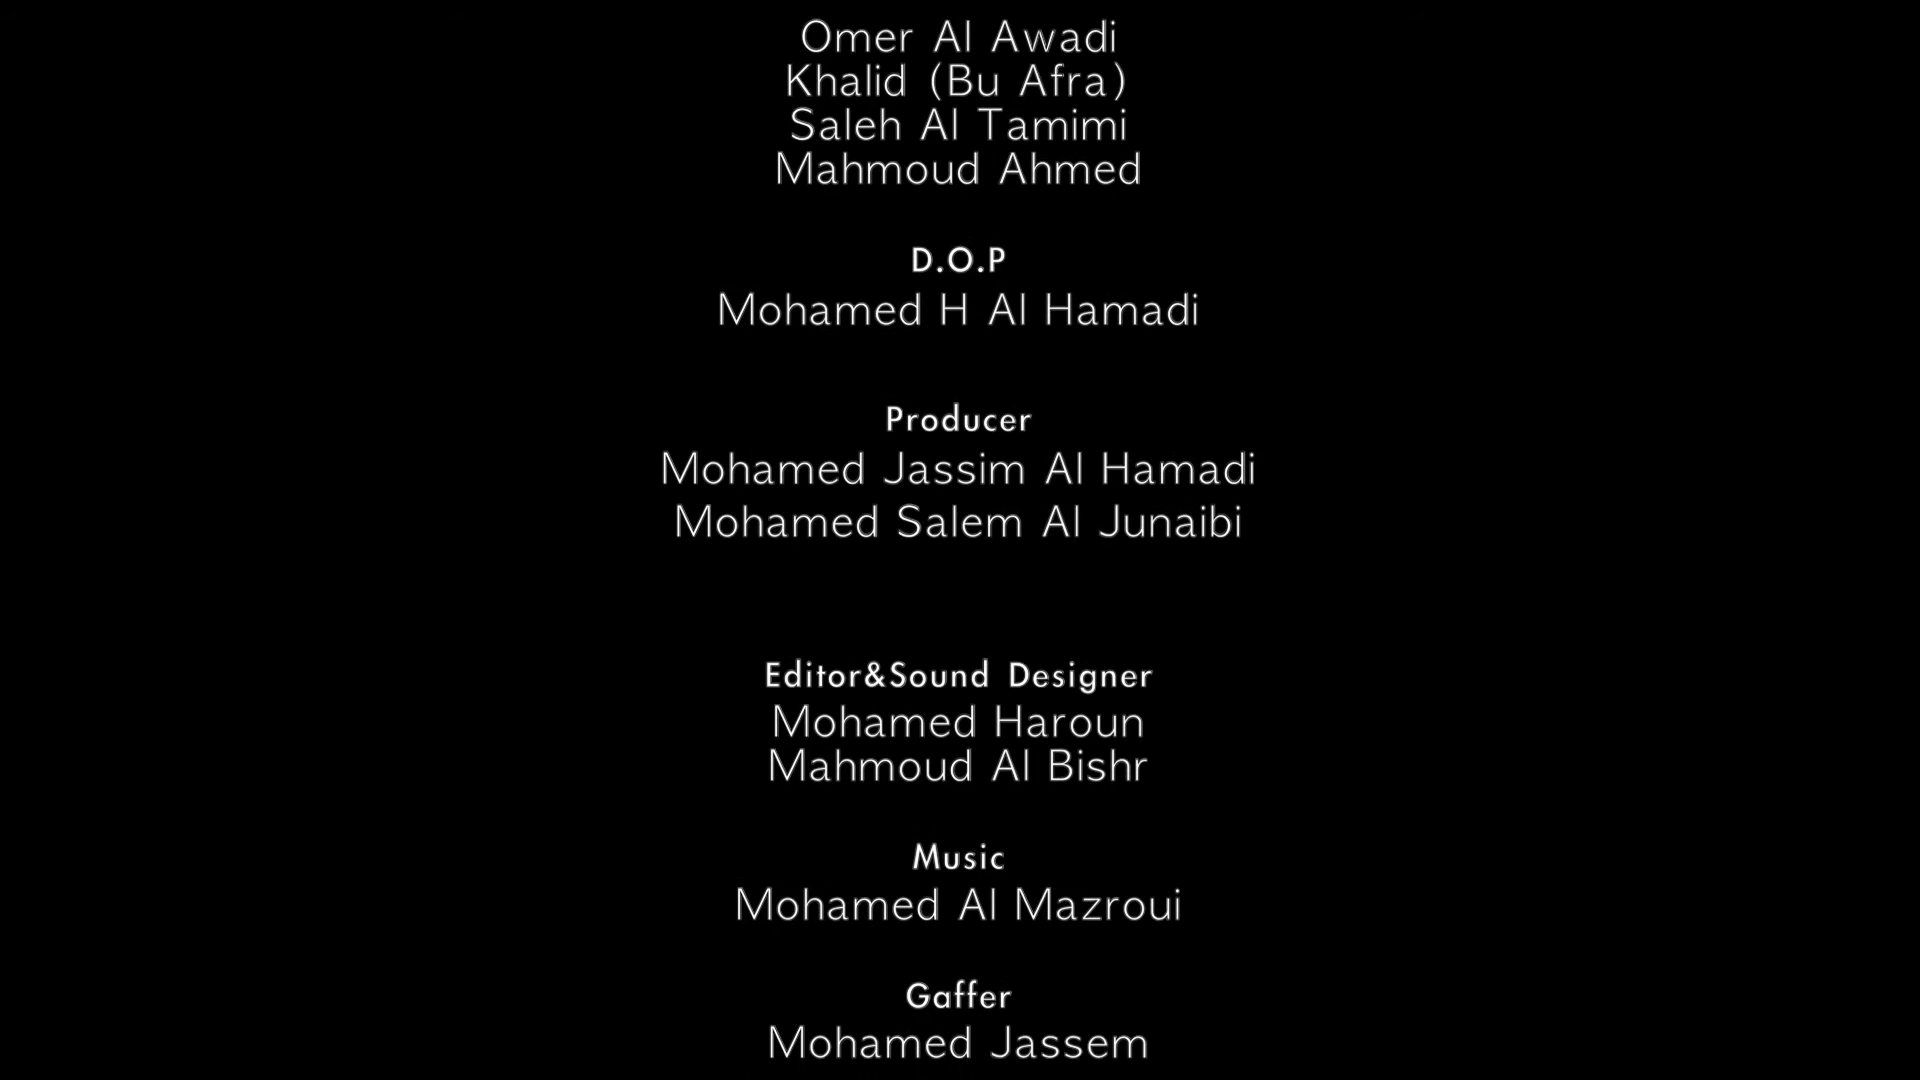 Omer Al Awadi
Khalid (Bu Afra)
Saleh Al Tamimi
Mahmoud Ahmed
D.O.P
Mohamed H Al Hamadi
Producer
Mohamed Jassim Al Hamadi
Mohamed Salem Al Junaibi
Editor&Sound Designer
Mohamed Haroun
Mahmoud Al Bishr
Music
Mohamed Al Mazroui
Gaffer
Mohamed Jassem